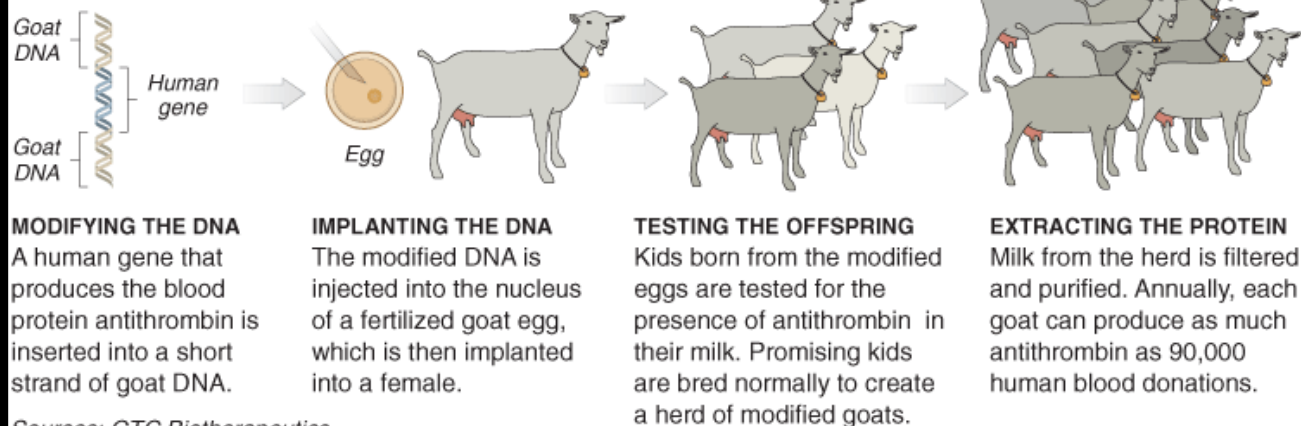 Goat
DNA
Human
gene
Goat
DNA
Egg
MODIFYING THE DNA
A human gene that
produces the blood
protein antithrombin is
inserted into a short
strand of goat DNA.
IMPLANTING THE DNA
The modified DNA is
injected into the nucleus
of a fertilized goat egg,
which is then implanted
into a female.
TESTING THE OFFSPRING
Kids born from the modified
eggs are tested for the
presence of antithrombin in
their milk. Promising kids
are bred normally to create
a herd of modified goats.
EXTRACTING THE PROTEIN
Milk from the herd is filtered
and purified. Annually, each
goat can produce as much
antithrombin as 90,000
human blood donations.